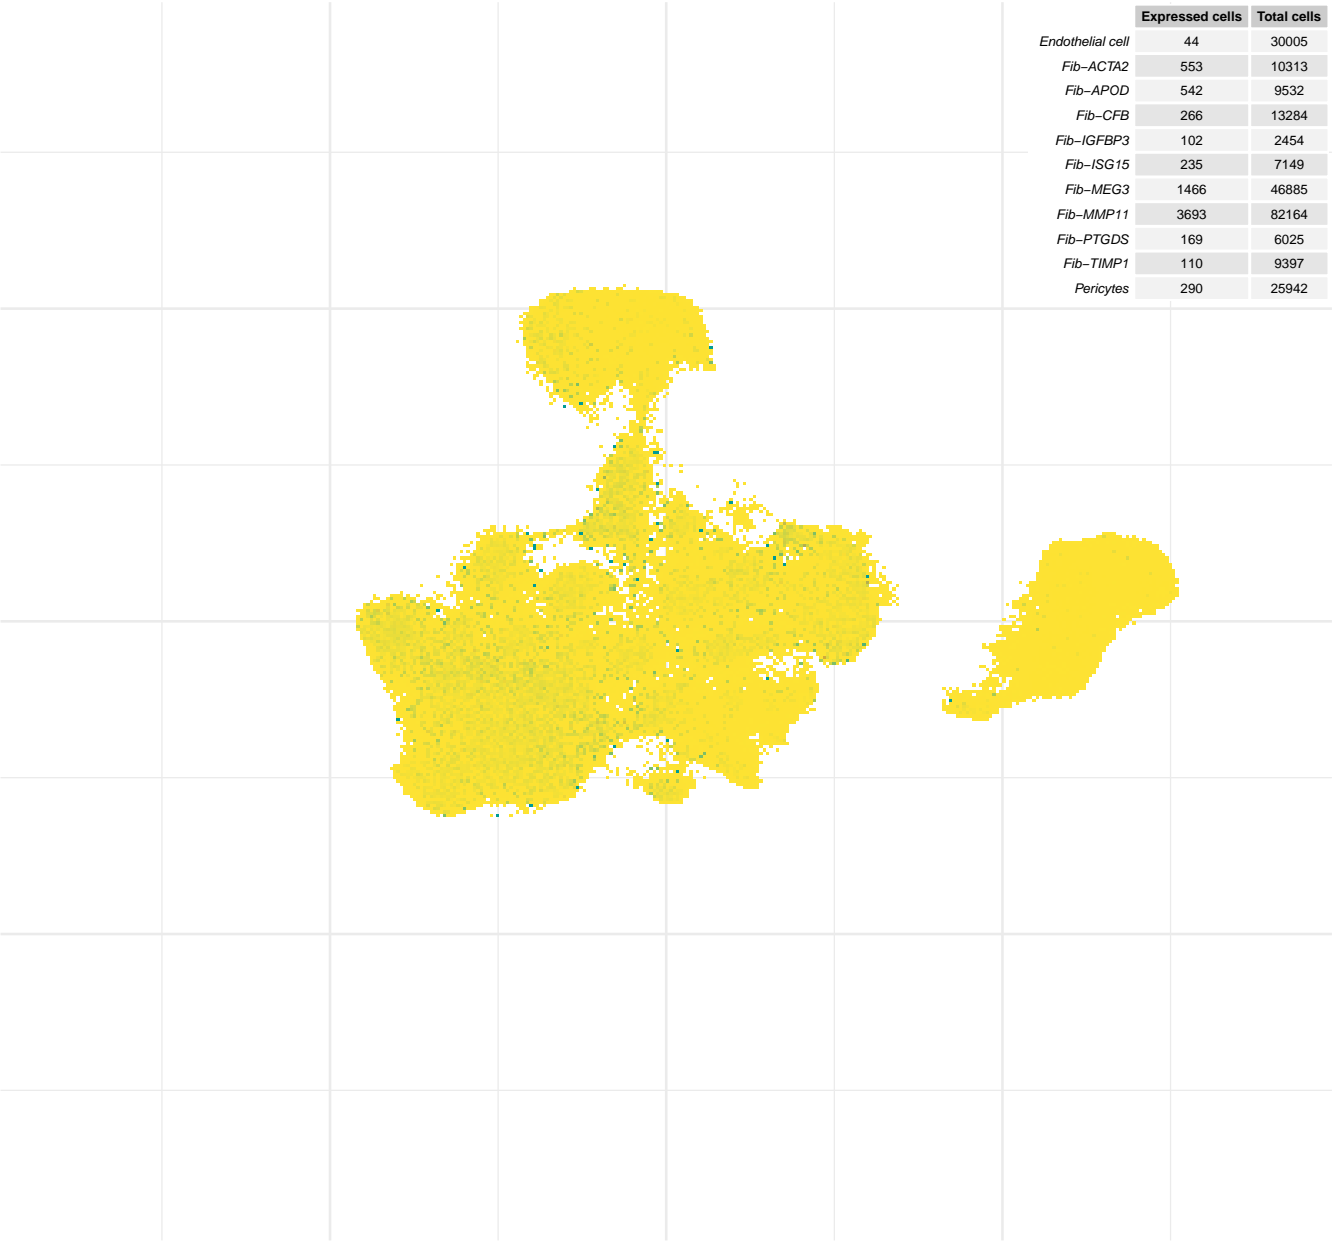 Expressed cells Total cells
Endothelial cell 44 30005
Fib−ACTA2 553 10313
Fib−APOD 542 9532
Fib−CFB 266 13284
Fib−IGFBP3 102 2454
Fib−ISG15 235 7149
Fib−MEG3 1466 46885
Fib−MMP11 3693 82164
Fib−PTGDS 169 6025
Fib−TIMP1 110 9397
Pericytes 290 25942